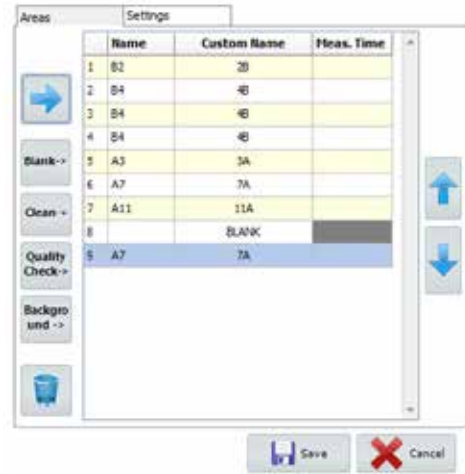 Areas Settings
Name Custom Name Meas. Time
1 B2 2B
2 B4 4B
3 B4 4B
4 B4 4B
5 A3 3A
6 A7 7A
7 A11 11A
8 BLANK
9 A7 7A
Blank->
Clean ->
Quality
Check->
Backgro
und ->
Save Cancel